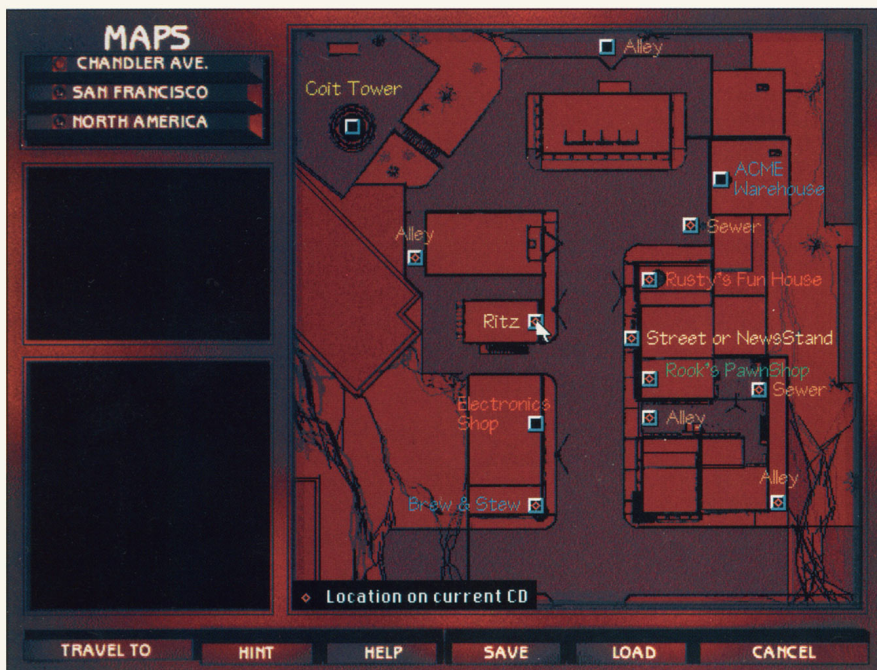 MAPS
CHANDLER AVE.
SAN FRANCISCO
NORTH AMERICA
Alley
Coit Tower
ACME
Warehouse
Sewer
Alley
Rusty's Fun House
Ritz
Street or NewsStand
Rook's PawnShop
Sewer
Electronics
Shop
Alley
Alley
Brew & Stew
Location on current CD
TRAVEL TO
HINT
HELP
SAVE
LOAD
CANCEL